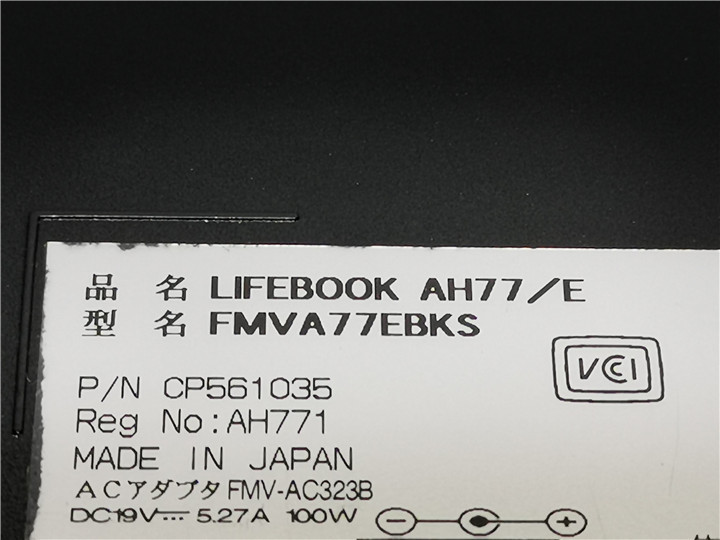 品 名 LIFEBOOK AH77/E
型 名 FMVA77EBKS
VCCI
P/N CP561035
Reg No:AH771
MADE IN JAPAN
ACアダプタ FMV-AC323B
DC19V⎓ 5.27A 100W